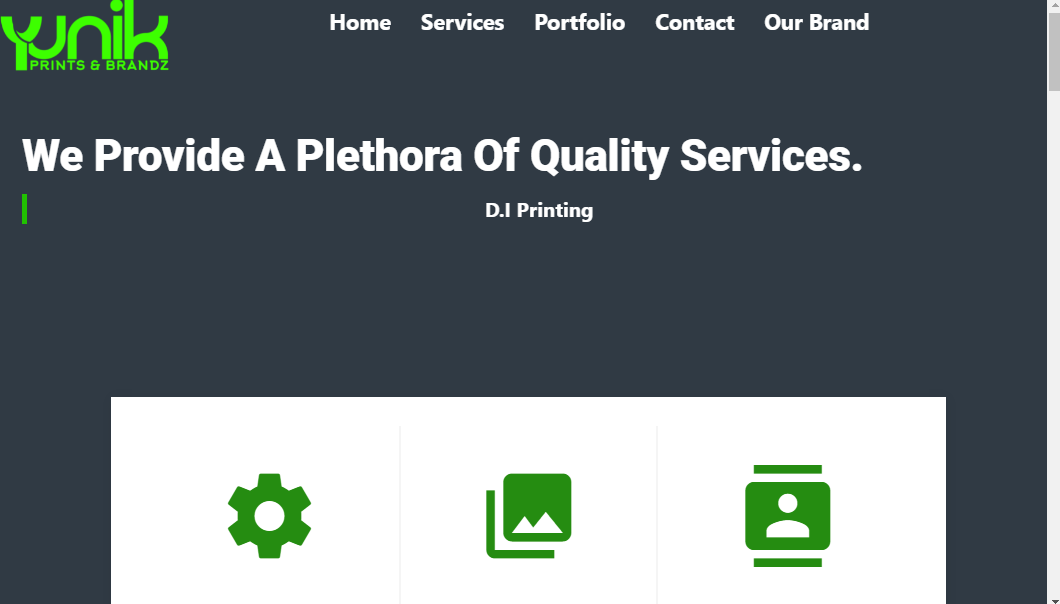 Yunik
PRINTS & BRANDZ
Home Services Portfolio Contact Our Brand
We Provide A Plethora Of Quality Services.
D.I Printing